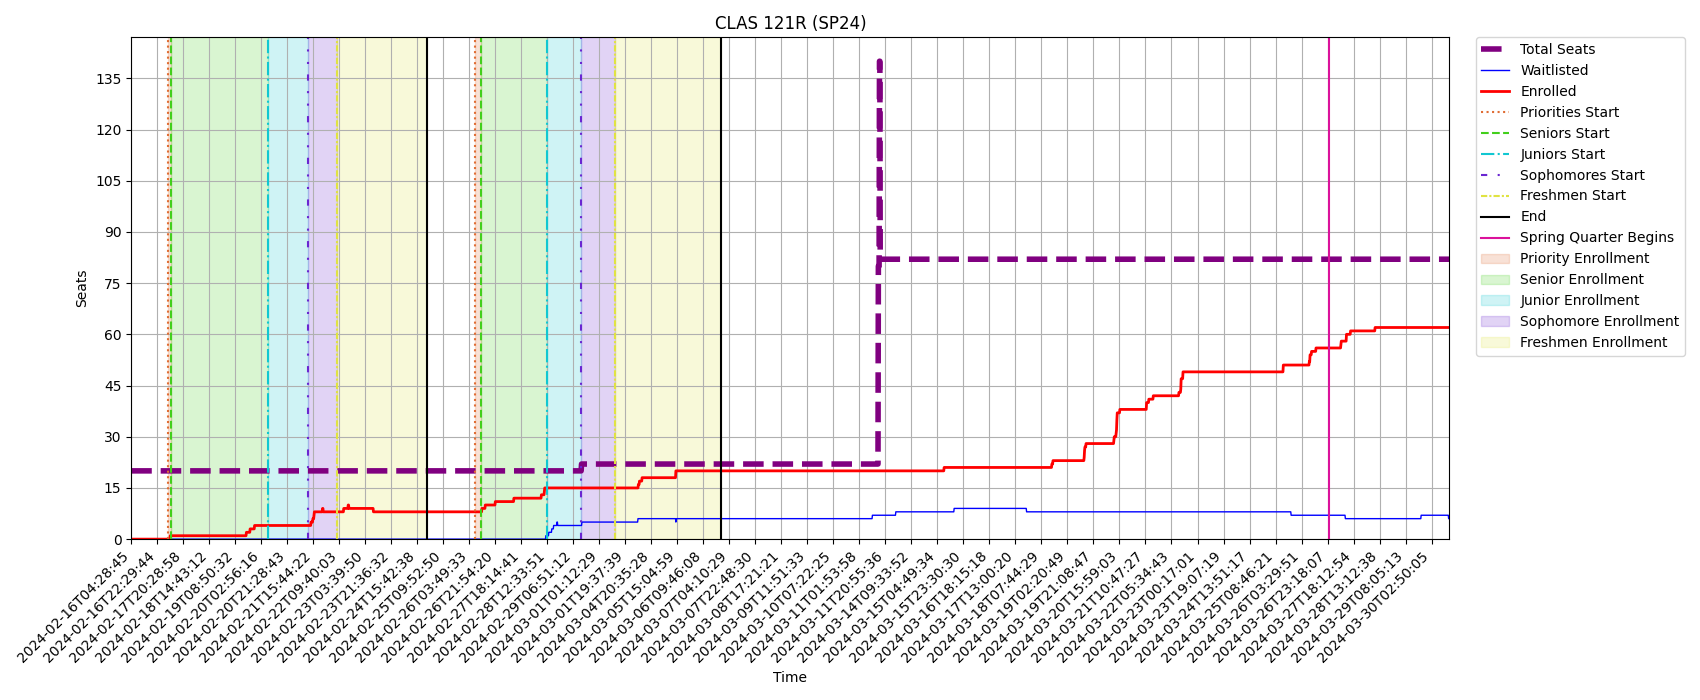 CLAS 121R (SP24)
Seats
135
120
105
90
75
60
45
30
15
0
2024-02-16T04:28:45
2024-02-16T22:29:44
2024-02-17T20:28:58
2024-02-18T14:43:12
2024-02-19T08:50:32
2024-02-20T02:56:16
2024-02-20T21:28:43
2024-02-21T15:44:22
2024-02-22T09:40:03
2024-02-23T03:39:50
2024-02-23T21:36:32
2024-02-24T15:42:38
2024-02-25T09:52:50
2024-02-26T03:49:33
2024-02-26T21:54:20
2024-02-27T18:14:41
2024-02-28T12:33:51
2024-02-29T06:51:12
2024-03-01T01:12:29
2024-03-01T19:37:39
2024-03-04T20:35:28
2024-03-05T15:04:59
2024-03-06T09:46:08
2024-03-07T04:10:29
2024-03-07T22:48:30
2024-03-08T17:21:21
2024-03-09T11:51:33
2024-03-10T07:22:25
2024-03-11T01:53:58
2024-03-11T20:55:36
2024-03-14T09:33:52
2024-03-15T04:49:34
2024-03-15T23:30:30
2024-03-16T18:15:18
2024-03-17T13:00:20
2024-03-18T07:44:29
2024-03-19T02:20:49
2024-03-19T21:08:47
2024-03-20T15:59:03
2024-03-21T10:47:27
2024-03-22T05:34:43
2024-03-23T00:17:01
2024-03-23T19:07:19
2024-03-24T13:51:17
2024-03-25T08:46:21
2024-03-26T03:29:51
2024-03-26T23:18:07
2024-03-27T18:12:54
2024-03-28T13:12:38
2024-03-29T08:05:13
2024-03-30T02:50:05
Time
Total Seats
Waitlisted
Enrolled
Priorities Start
Seniors Start
Juniors Start
Sophomores Start
Freshmen Start
End
Spring Quarter Begins
Priority Enrollment
Senior Enrollment
Junior Enrollment
Sophomore Enrollment
Freshmen Enrollment